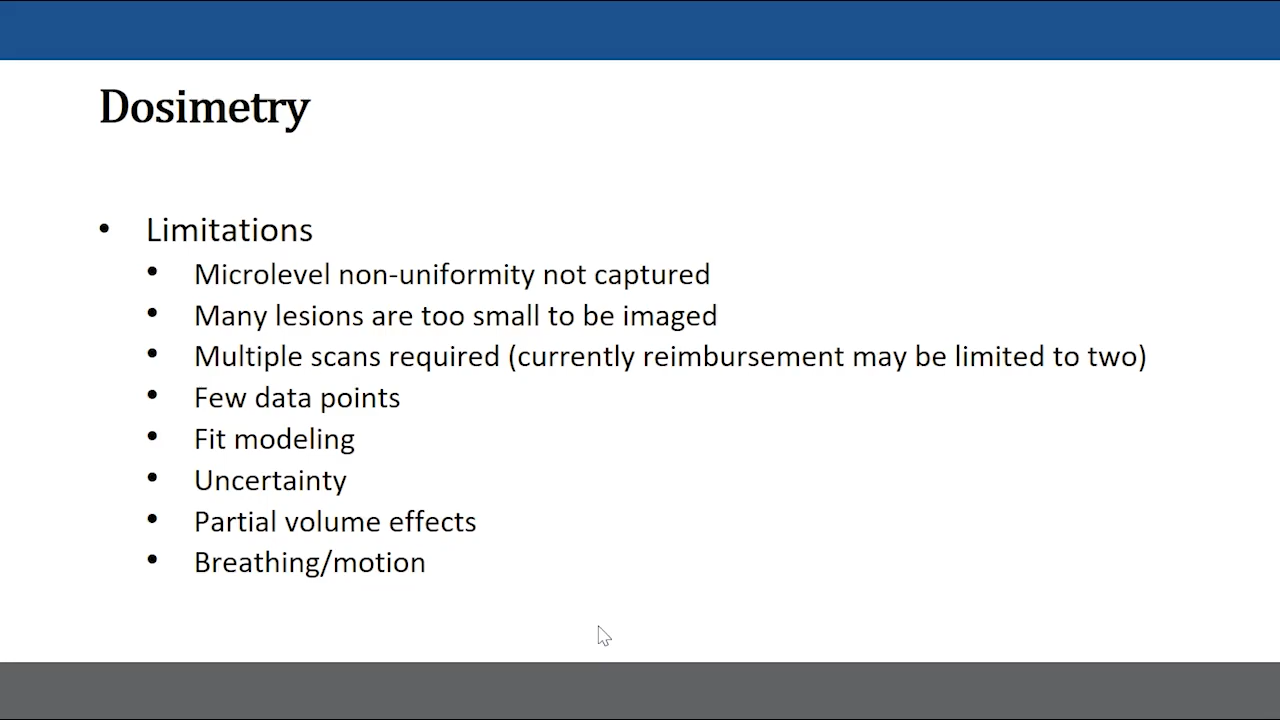 Dosimetry
• Limitations
• Microlevel non-uniformity not captured
• Many lesions are too small to be imaged
• Multiple scans required (currently reimbursement may be limited to two)
• Few data points
• Fit modeling
• Uncertainty
• Partial volume effects
• Breathing/motion